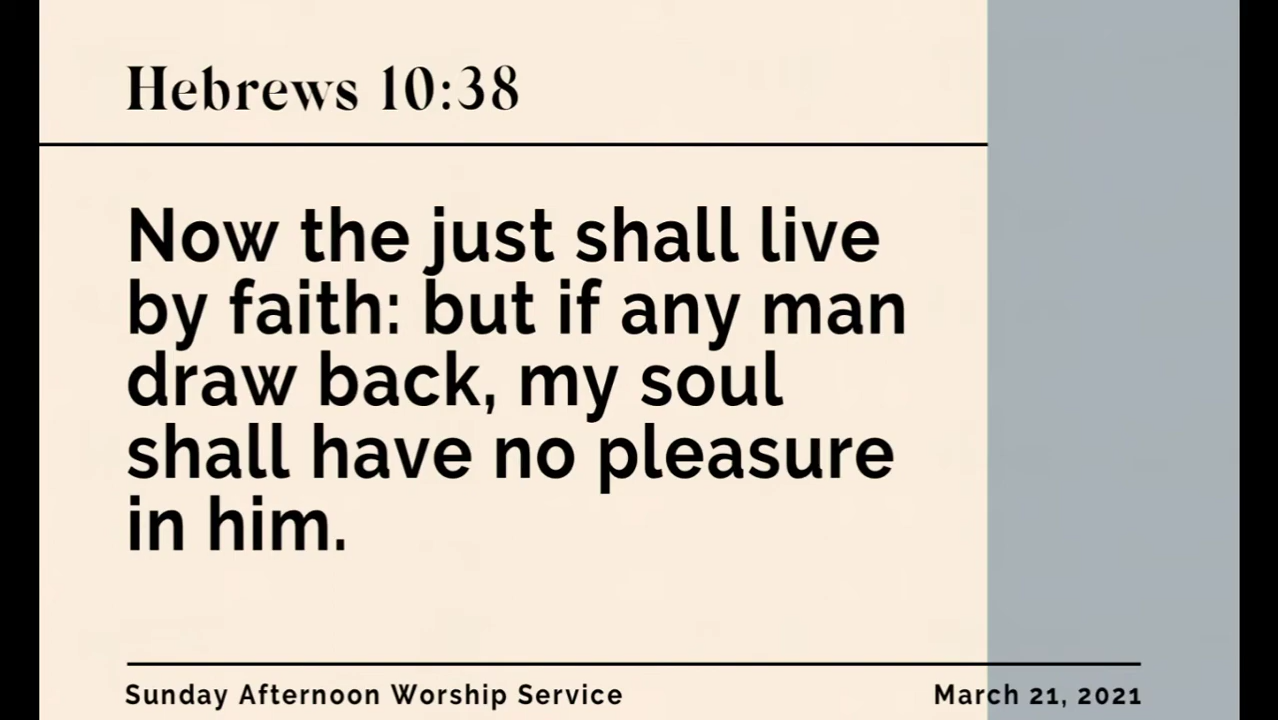 Hebrews 10:38
Now the just shall live
by faith: but if any man
draw back, my soul
shall have no pleasure
in him.
Sunday Afternoon Worship Service
March 21, 2021